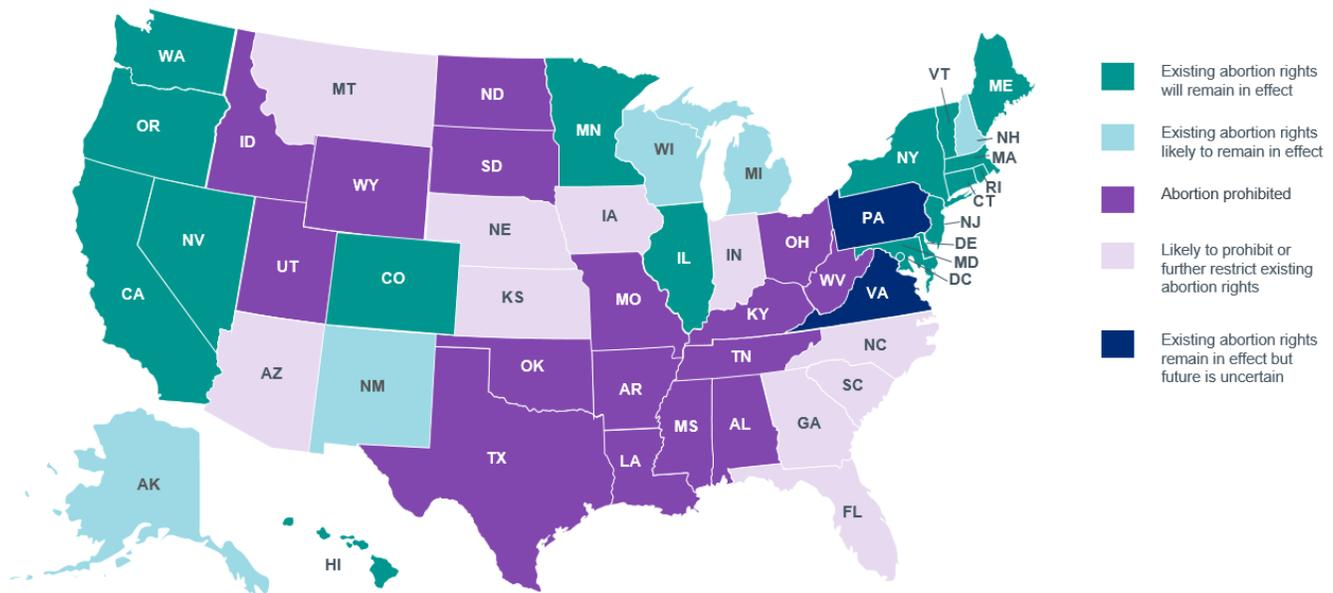 WA
MT
ND
MN
VT
ME
OR
ID
SD
WI
MI
NY
NH
MA
RI
CT
WY
NE
IA
PA
NJ
NV
UT
CO
IL
IN
OH
DE
MD
DC
CA
KS
MO
WV
VA
KY
AZ
NM
OK
AR
TN
NC
SC
MS
AL
GA
TX
LA
FL
AK
HI
Existing abortion rights
will remain in effect
Existing abortion rights
likely to remain in effect
Abortion prohibited
Likely to prohibit or
further restrict existing
abortion rights
Existing abortion rights
remain in effect but
future is uncertain